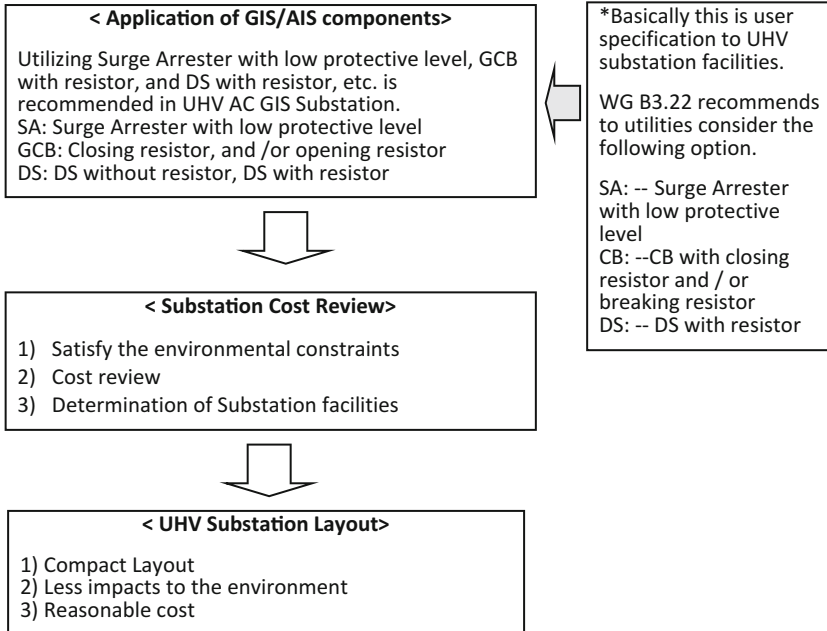 < Application of GIS/AIS components>
Utilizing Surge Arrester with low protective level, GCB
with resistor, and DS with resistor, etc. is
recommended in UHV AC GIS Substation.
SA: Surge Arrester with low protective level
GCB: Closing resistor, and /or opening resistor
DS: DS without resistor, DS with resistor
*Basically this is user
specification to UHV
substation facilities.
WG B3.22 recommends
to utilities consider the
following option.
SA: -- Surge Arrester
with low protective
level
CB: --CB with closing
resistor and / or
breaking resistor
DS: -- DS with resistor
< Substation Cost Review>
1) Satisfy the environmental constraints
2) Cost review
3) Determination of Substation facilities
< UHV Substation Layout>
1) Compact Layout
2) Less impacts to the environment
3) Reasonable cost